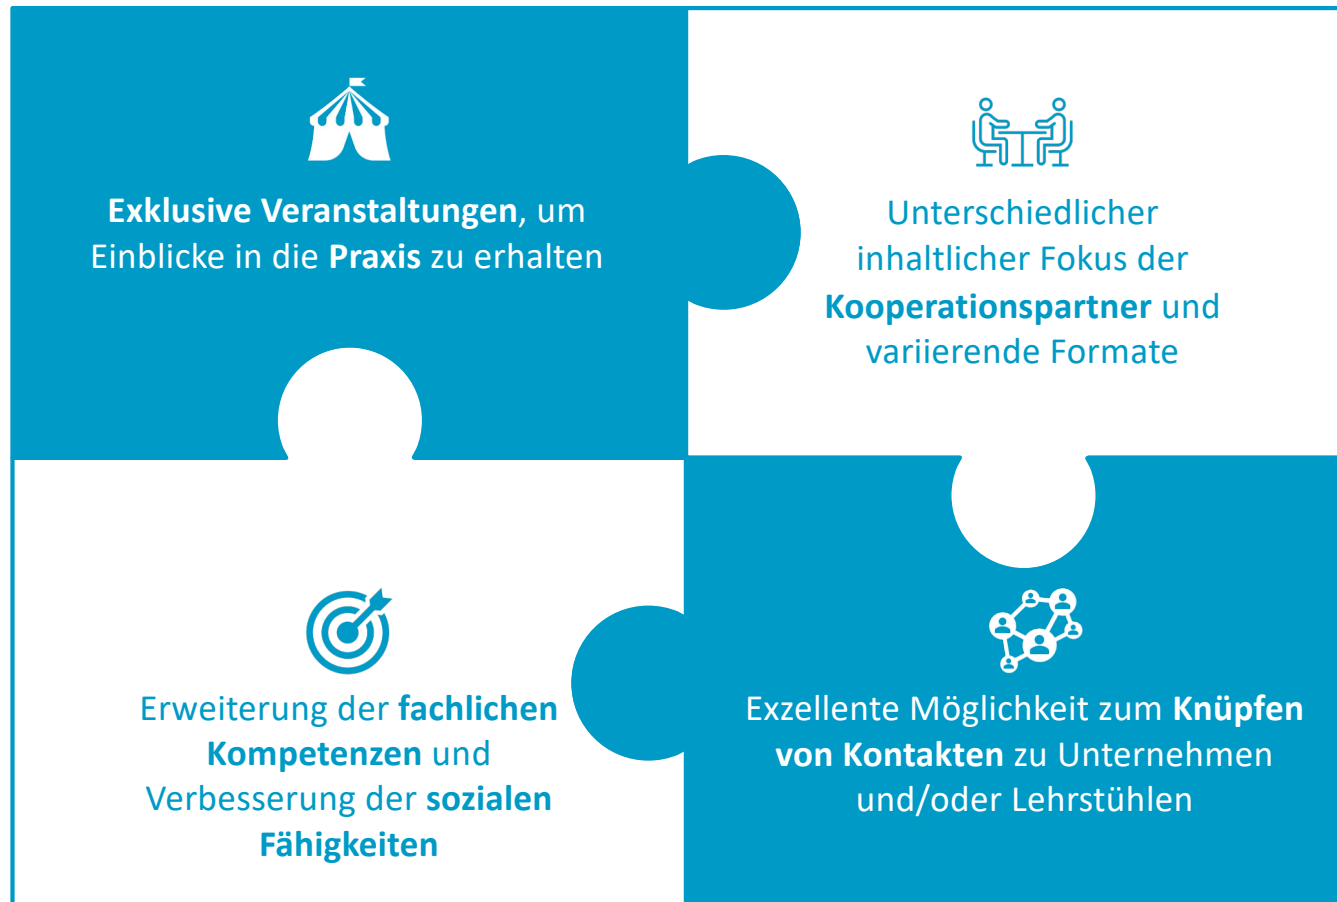 Exklusive Veranstaltungen, um
Einblicke in die Praxis zu erhalten
Unterschiedlicher
inhaltlicher Fokus der
Kooperationspartner und
variierende Formate
Erweiterung der fachlichen
Kompetenzen und
Verbesserung der sozialen
Fähigkeiten
Exzellente Möglichkeit zum Knüpfen
von Kontakten zu Unternehmen
und/oder Lehrstühlen